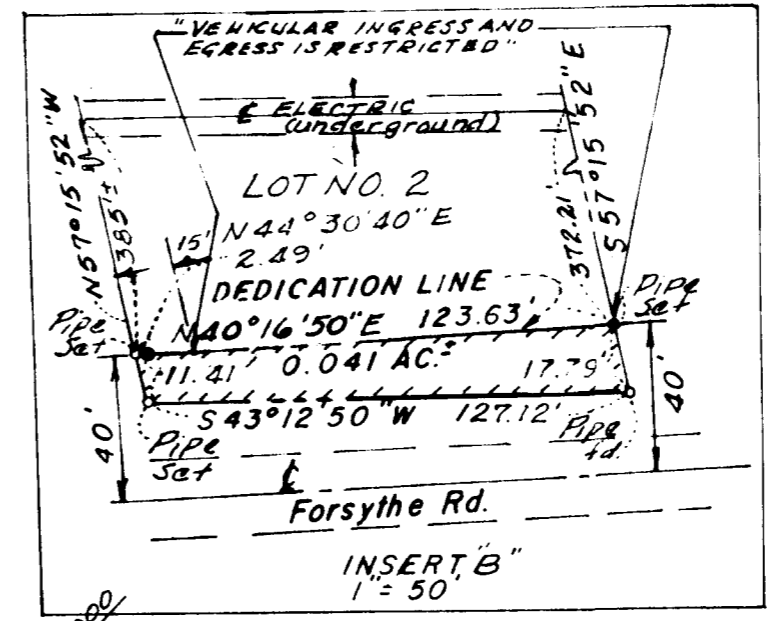 "VEHICULAR INGRESS AND
EGRESS IS RESTRICTED"
℄ ELECTRIC
(underground)
N57°15'52"W
385'±
S57°15'52"E
372.21'
LOT NO. 2
15'
N44°30'40"E
2.49'
DEDICATION LINE
Pipe
Set
Pipe
Set
N40°16'50"E 123.63'
11.41' 0.041 AC.± 17.79'
S43°12'50"W 127.12'
40'
40'
Pipe
Set
Pipe
fd.
℄
Forsythe Rd.
INSERT "B"
1" = 50'